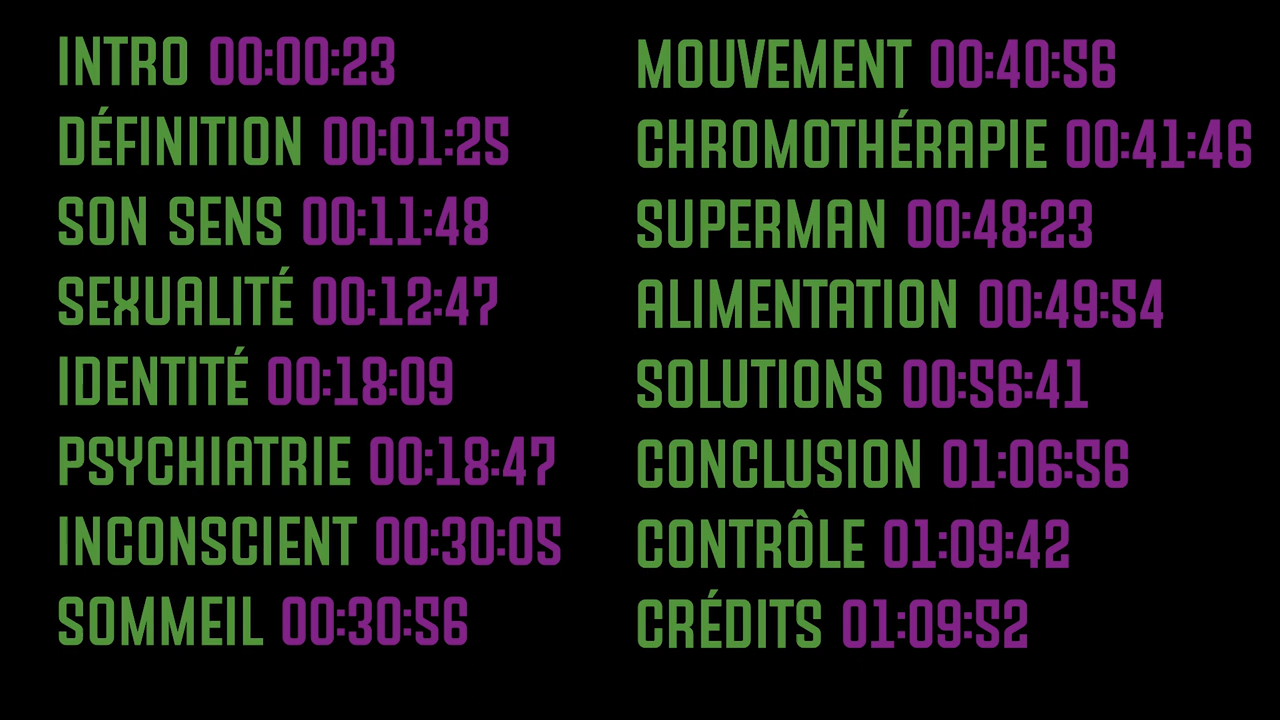 INTRO 00:00:23
DÉFINITION 00:01:25
SON SENS 00:11:48
SEXUALITÉ 00:12:47
IDENTITÉ 00:18:09
PSYCHIATRIE 00:18:47
INCONSCIENT 00:30:05
SOMMEIL 00:30:56
MOUVEMENT 00:40:56
CHROMOTHÉRAPIE 00:41:46
SUPERMAN 00:48:23
ALIMENTATION 00:49:54
SOLUTIONS 00:56:41
CONCLUSION 01:06:56
CONTRÔLE 01:09:42
CRÉDITS 01:09:52